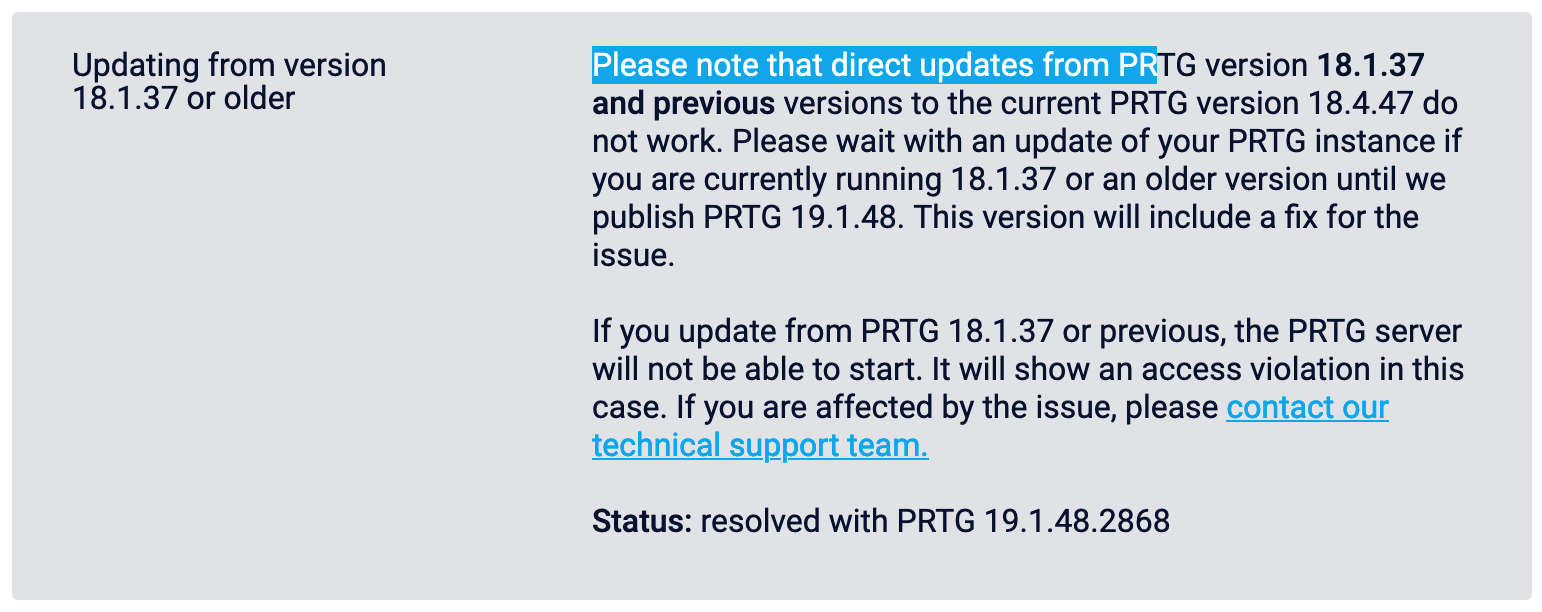 Updating from version
18.1.37 or older
Please note that direct updates from PRTG version 18.1.37
and previous versions to the current PRTG version 18.4.47 do
not work. Please wait with an update of your PRTG instance if
you are currently running 18.1.37 or an older version until we
publish PRTG 19.1.48. This version will include a fix for the
issue.
If you update from PRTG 18.1.37 or previous, the PRTG server
will not be able to start. It will show an access violation in this
case. If you are affected by the issue, please contact our
technical support team.
Status: resolved with PRTG 19.1.48.2868